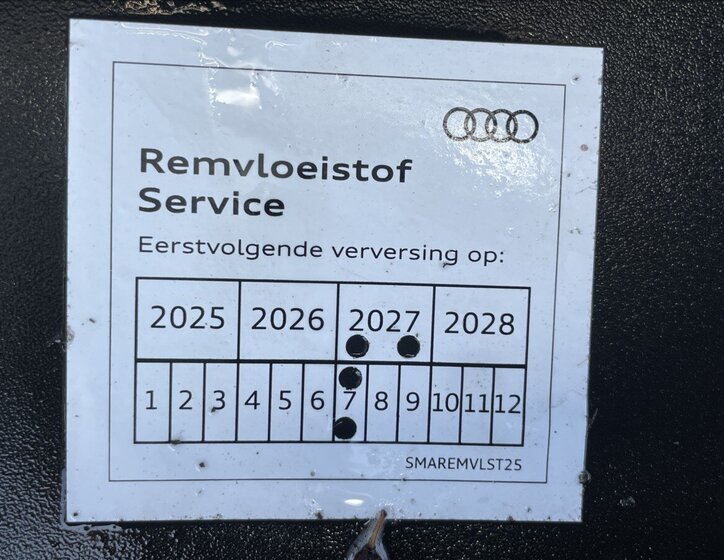 Remvloeistof
Service
Eerstvolgende verversing op:
2025 2026 2027 2028
1 2 3 4 5 6 7 8 9 10 11 12
SMAREMVLST25